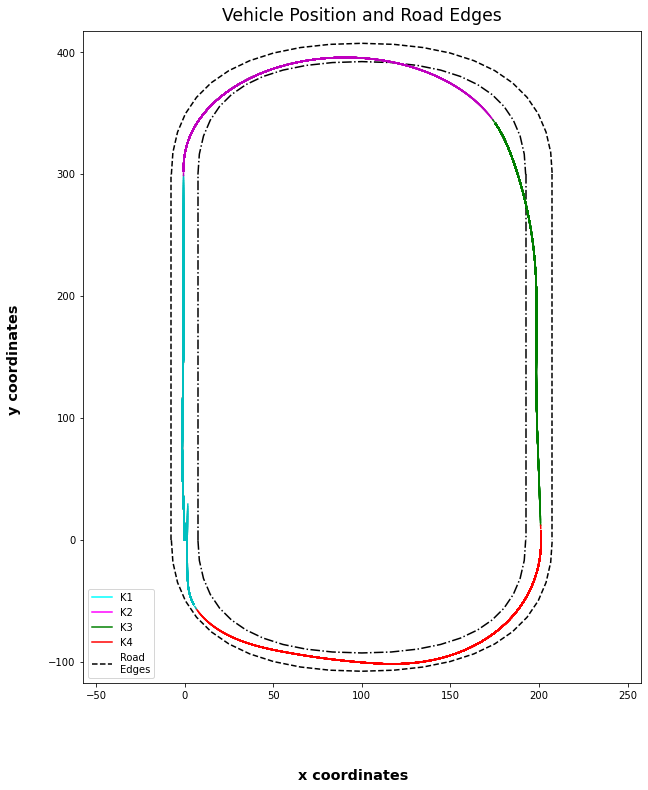 Vehicle Position and Road Edges
400
300
200
100
0
−100
y coordinates
K1
K2
K3
K4
Road
Edges
−50
0
50
100
150
200
250
x coordinates